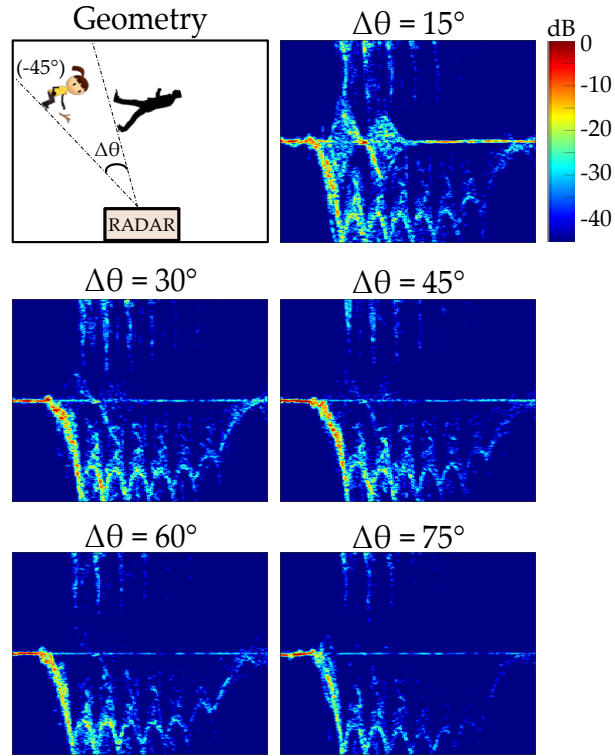 Geometry
(-45°)
Δθ
RADAR
Δθ = 15°
dB
0
-10
-20
-30
-40
Δθ = 30°
Δθ = 45°
Δθ = 60°
Δθ = 75°